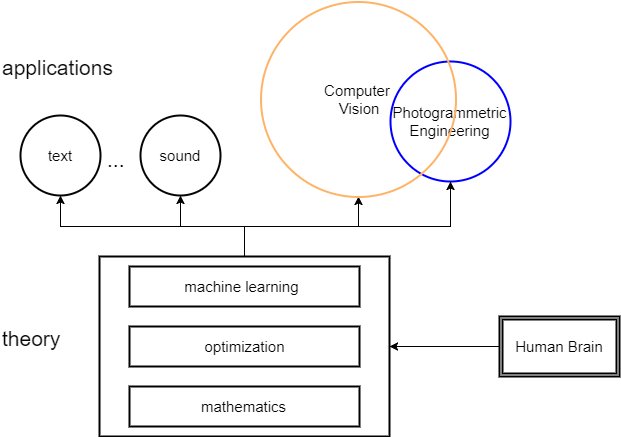 applications
Computer
Vision
Photogrammetric
Engineering
text
...
sound
theory
machine learning
optimization
mathematics
Human Brain